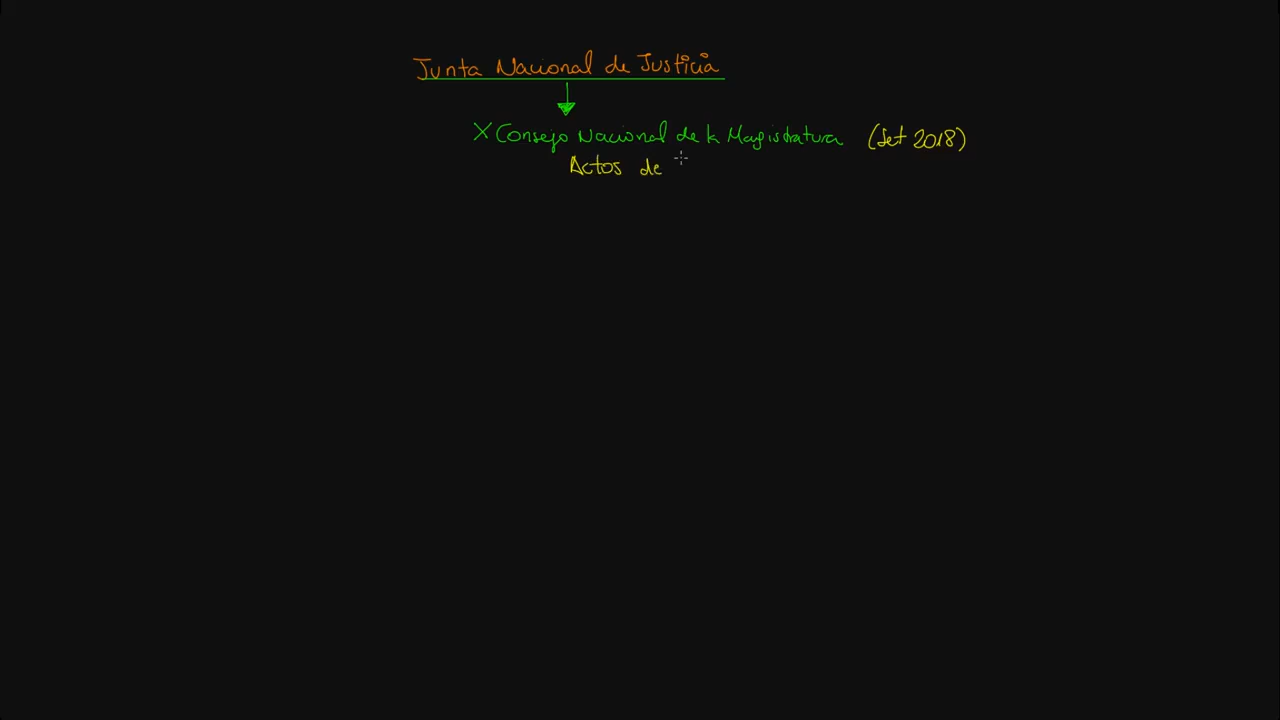 Junta Nacional de Justicia
X Consejo Nacional de la Magistratura (Set 2018)
Actos de